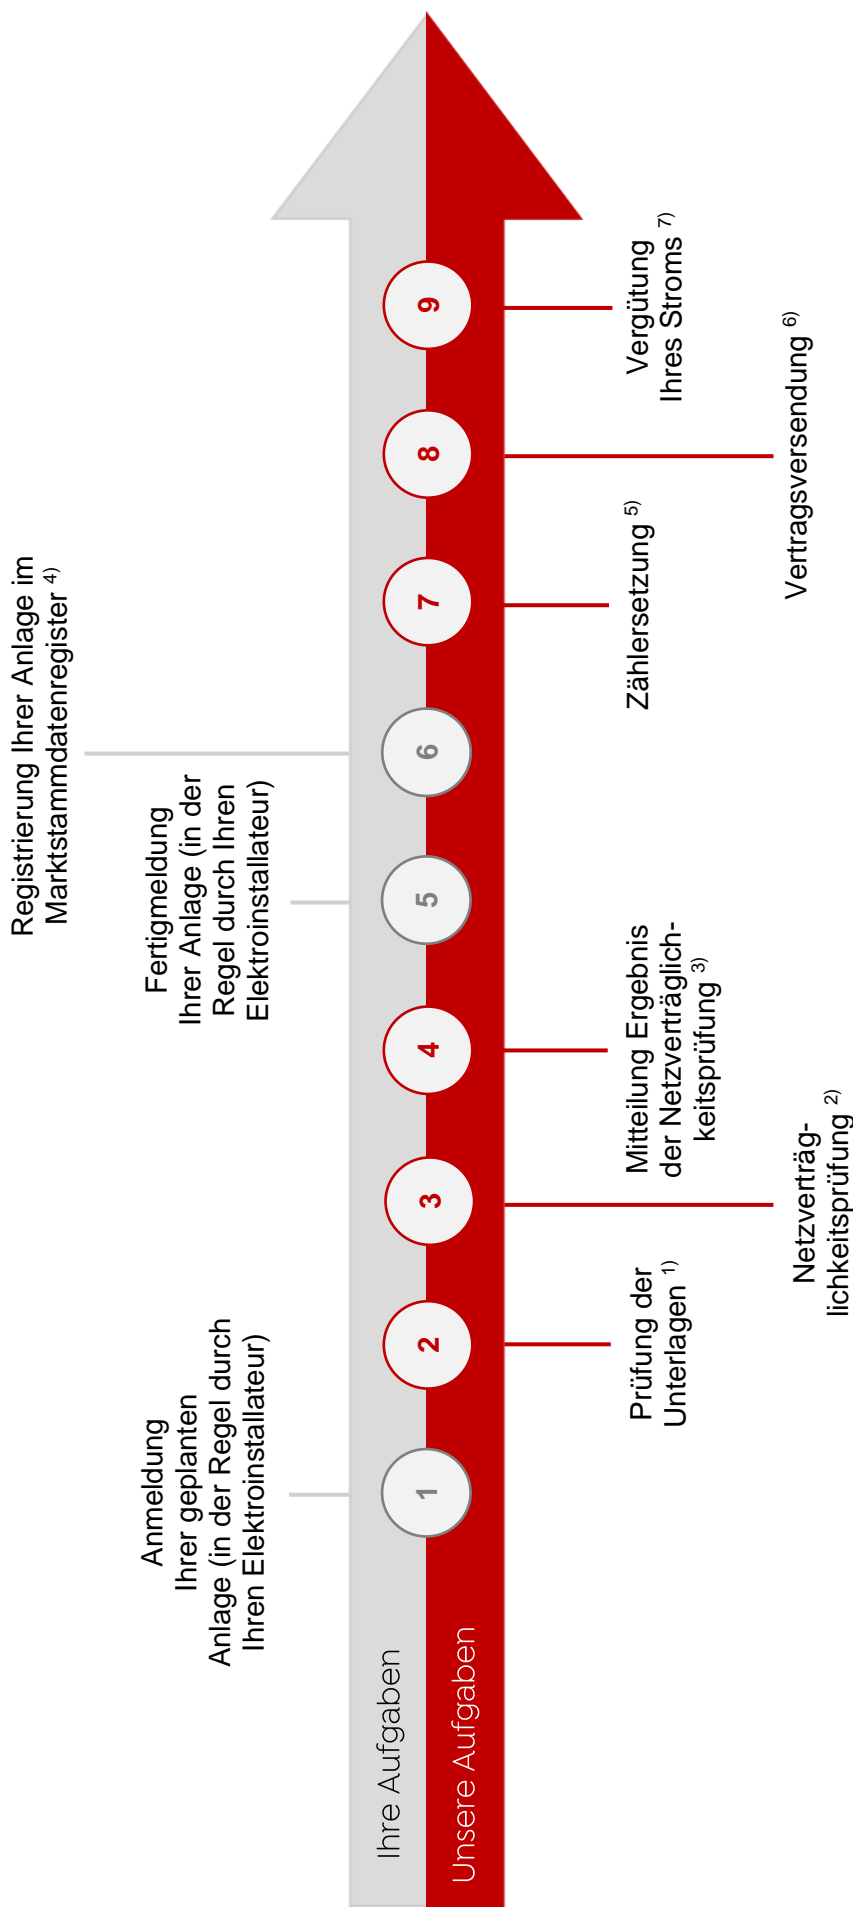 Ihre Aufgaben
Unsere Aufgaben
1
Anmeldung
Ihrer geplanten
Anlage (in der Regel durch
Ihren Elektroinstallateur)
2
Prüfung der
Unterlagen 1)
3
Netzverträg-
lichkeitsprüfung 2)
4
Mitteilung Ergebnis
der Netzverträglich-
keitsprüfung 3)
5
Fertigmeldung
Ihrer Anlage (in der
Regel durch Ihren
Elektroinstallateur)
6
Registrierung Ihrer Anlage im
Marktstammdatenregister 4)
7
Zählersetzung 5)
8
Vertragsversendung 6)
9
Vergütung
Ihres Stroms 7)